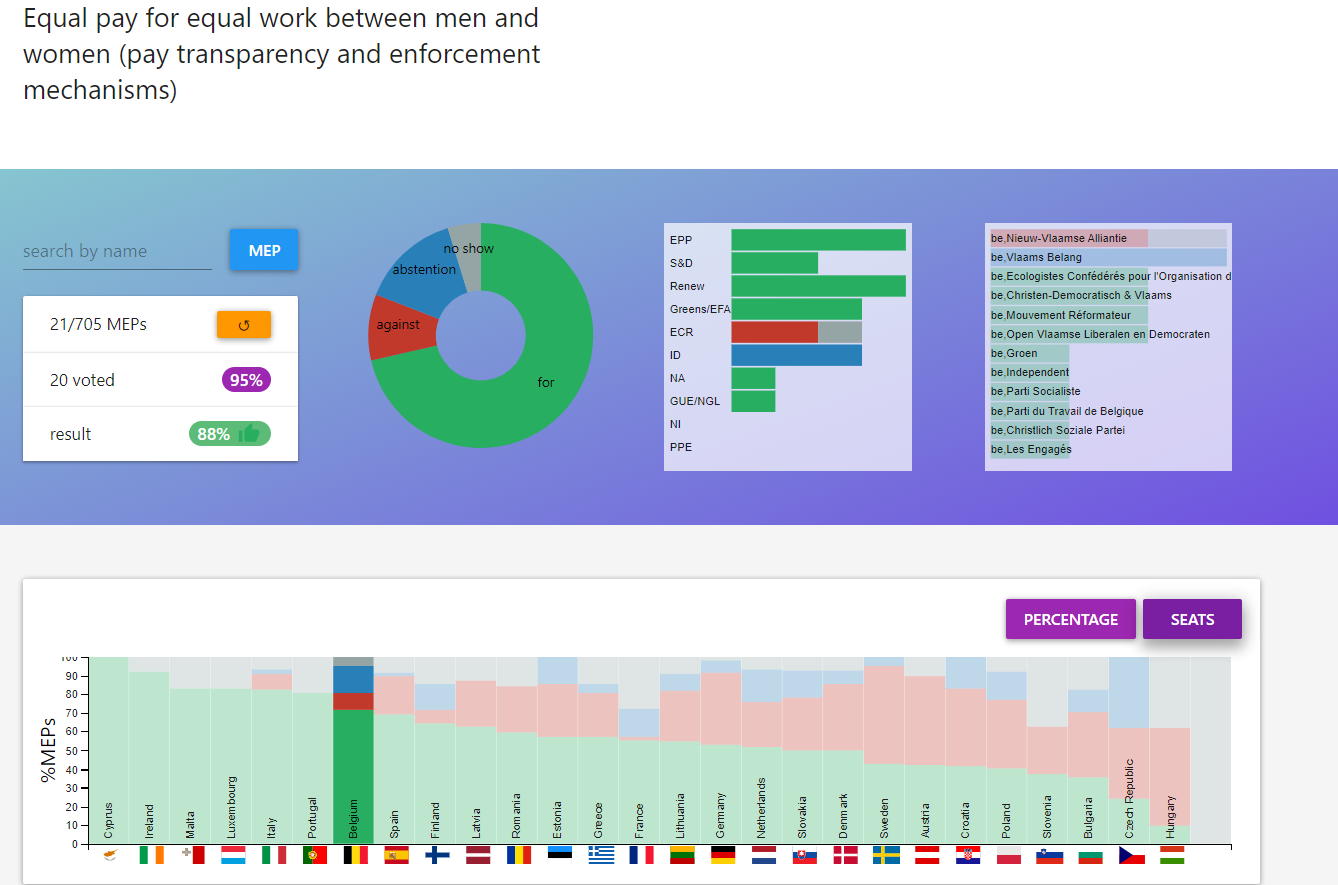 Equal pay for equal work between men and
women (pay transparency and enforcement
mechanisms)
search by name
MEP
21/705 MEPs
↺
20 voted
95%
result
88%
no show
abstention
against
for
EPP
S&D
Renew
Greens/EFA
ECR
ID
NA
GUE/NGL
NI
PPE
be,Nieuw-Vlaamse Alliantie
be,Vlaams Belang
be,Ecologistes Confédérés pour l'Organisation d
be,Christen-Democratisch & Vlaams
be,Mouvement Réformateur
be,Open Vlaamse Liberalen en Democraten
be,Groen
be,Independent
be,Parti Socialiste
be,Parti du Travail de Belgique
be,Christlich Soziale Partei
be,Les Engagés
PERCENTAGE
SEATS
%MEPs
100
90
80
70
60
50
40
30
20
10
0
Cyprus
Ireland
Malta
Luxembourg
Italy
Portugal
Belgium
Spain
Finland
Latvia
Romania
Estonia
Greece
France
Lithuania
Germany
Netherlands
Slovakia
Denmark
Sweden
Austria
Croatia
Poland
Slovenia
Bulgaria
Czech Republic
Hungary